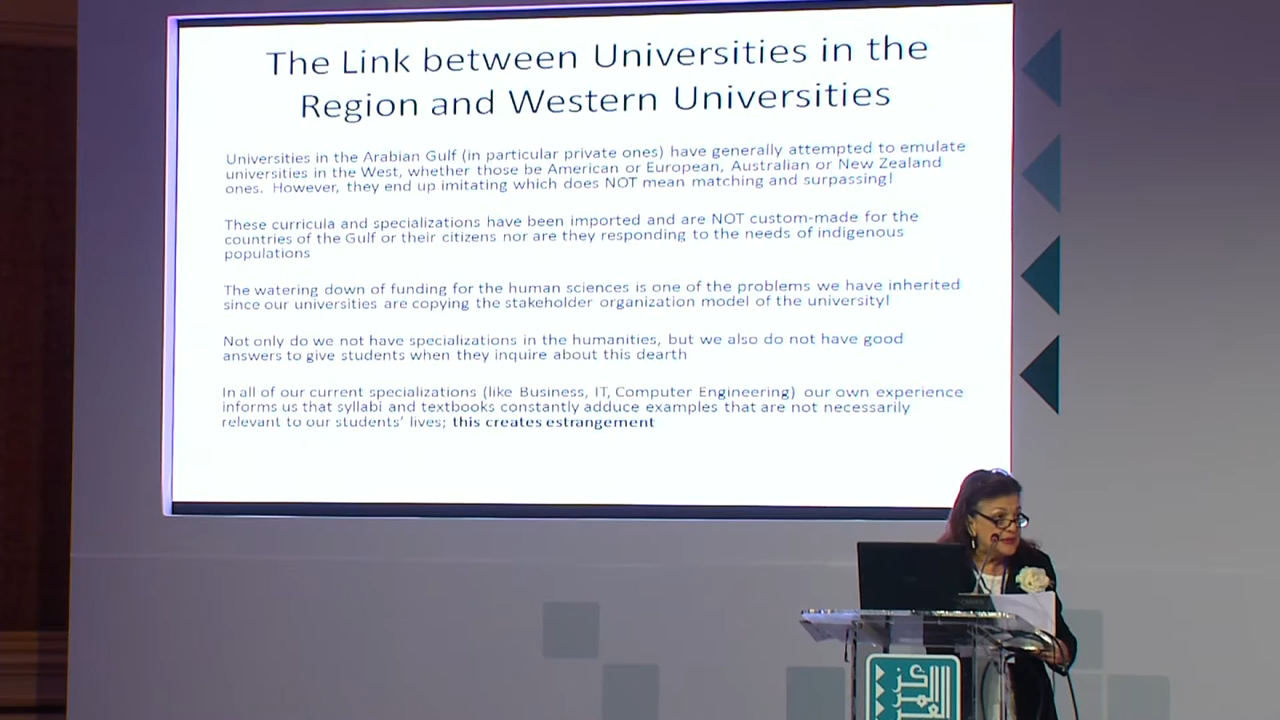 The Link between Universities in the
Region and Western Universities
Universities in the Arabian Gulf (in particular private ones) have generally attempted to emulate
universities in the West, whether those be American or European, Australian or New Zealand
ones. However, they end up imitating which does NOT mean matching and surpassing!
These curricula and specializations have been imported and are NOT custom-made for the
countries of the Gulf or their citizens nor are they responding to the needs of indigenous
populations
The watering down of funding for the human sciences is one of the problems we have inherited
since our universities are copying the stakeholder organization model of the university!
Not only do we not have specializations in the humanities, but we also do not have good
answers to give students when they inquire about this dearth
In all of our current specializations (like Business, IT, Computer Engineering) our own experience
informs us that syllabi and textbooks constantly adduce examples that are not necessarily
relevant to our students' lives; this creates estrangement